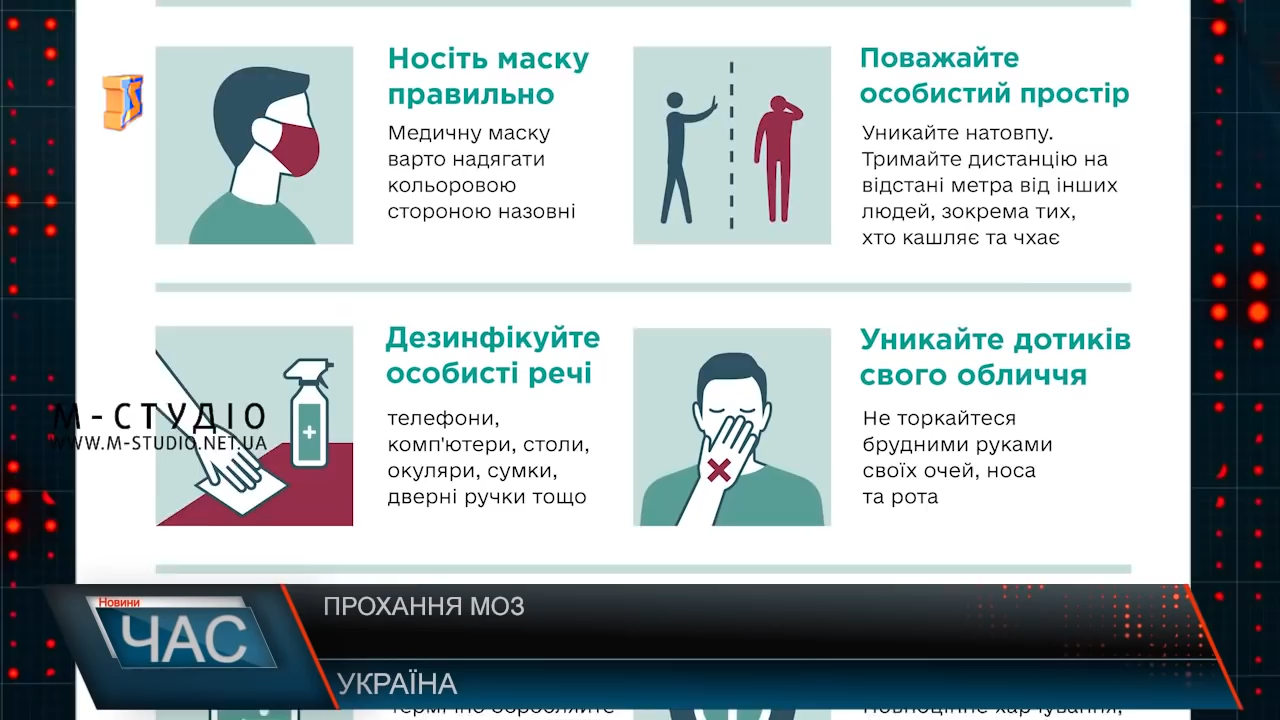 Носіть маску
правильно
Медичну маску
варто надягати
кольоровою
стороною назовні
Поважайте
особистий простір
Уникайте натовпу.
Тримайте дистанцію на
відстані метра від інших
людей, зокрема тих,
хто кашляє та чхає
Дезинфікуйте
особисті речі
телефони,
комп'ютери, столи,
окуляри, сумки,
дверні ручки тощо
Уникайте дотиків
свого обличчя
Не торкайтеся
брудними руками
своїх очей, носа
та рота
М-СТУДІО
WWW.M-STUDIO.NET.UA
Новини
ЧАС
ПРОХАННЯ МОЗ
УКРАЇНА